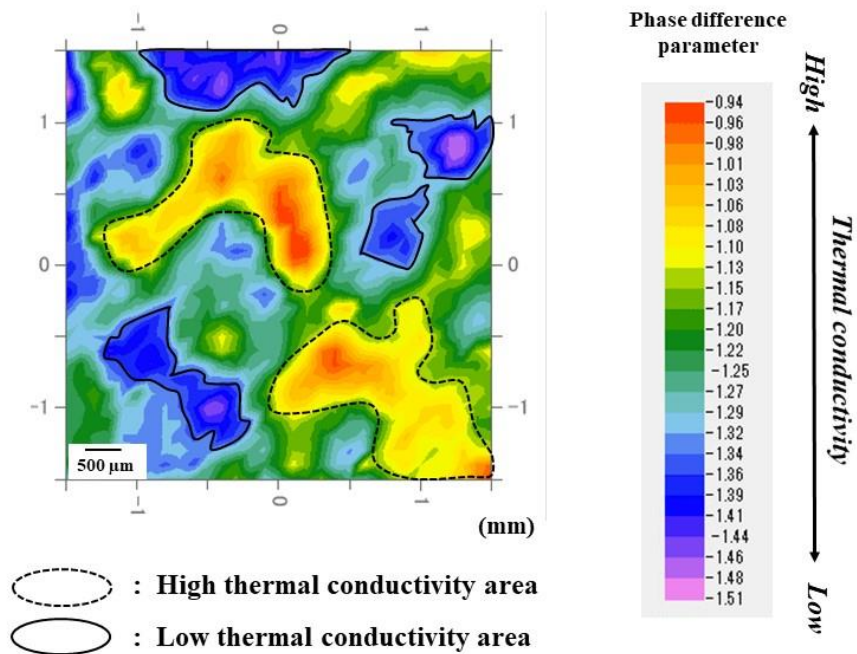 Phase difference
parameter
-1 0 1
1 1
0 0
-1 -1
500 μm
-1 0 1
(mm)
-0.94
-0.96
-0.98
-1.01
-1.03
-1.06
-1.08
-1.10
-1.13
-1.15
-1.17
-1.20
-1.22
-1.25
-1.27
-1.29
-1.32
-1.34
-1.36
-1.39
-1.41
-1.44
-1.46
-1.48
-1.51
High
Thermal conductivity
Low
: High thermal conductivity area
: Low thermal conductivity area